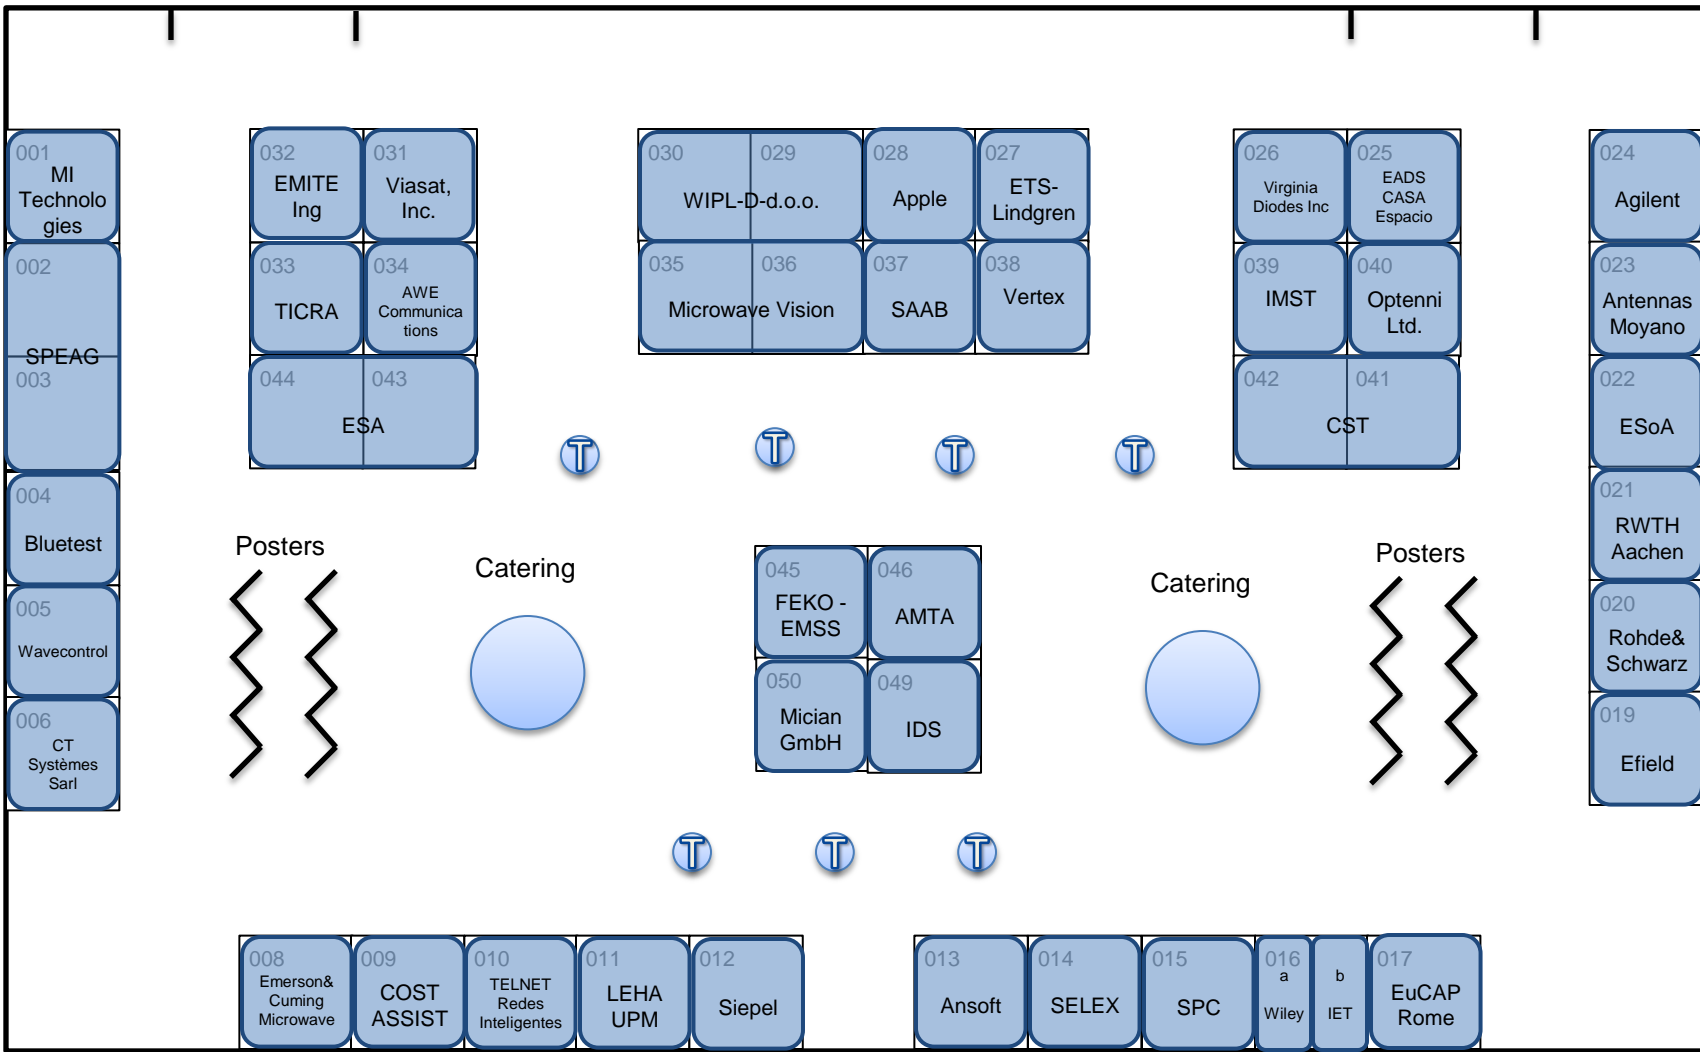 001
MI
Technolo
gies
002
SPEAG
003
004
Bluetest
005
Wavecontrol
006
CT
Systèmes
Sarl
032
EMITE
Ing
031
Viasat,
Inc.
033
TICRA
034
AWE
Communica
tions
044
043
ESA
030
029
WIPL-D-d.o.o.
028
Apple
027
ETS-
Lindgren
035
036
Microwave Vision
037
SAAB
038
Vertex
026
Virginia
Diodes Inc
025
EADS
CASA
Espacio
039
IMST
040
Optenni
Ltd.
042
041
CST
024
Agilent
023
Antennas
Moyano
022
ESoA
021
RWTH
Aachen
020
Rohde&
Schwarz
019
Efield
T
T
T
T
Posters
Catering
045
FEKO -
EMSS
046
AMTA
050
Mician
GmbH
049
IDS
Catering
Posters
T
T
T
008
Emerson&
Cuming
Microwave
009
COST
ASSIST
010
TELNET
Redes
Inteligentes
011
LEHA
UPM
012
Siepel
013
Ansoft
014
SELEX
015
SPC
016
a
Wiley
b
IET
017
EuCAP
Rome